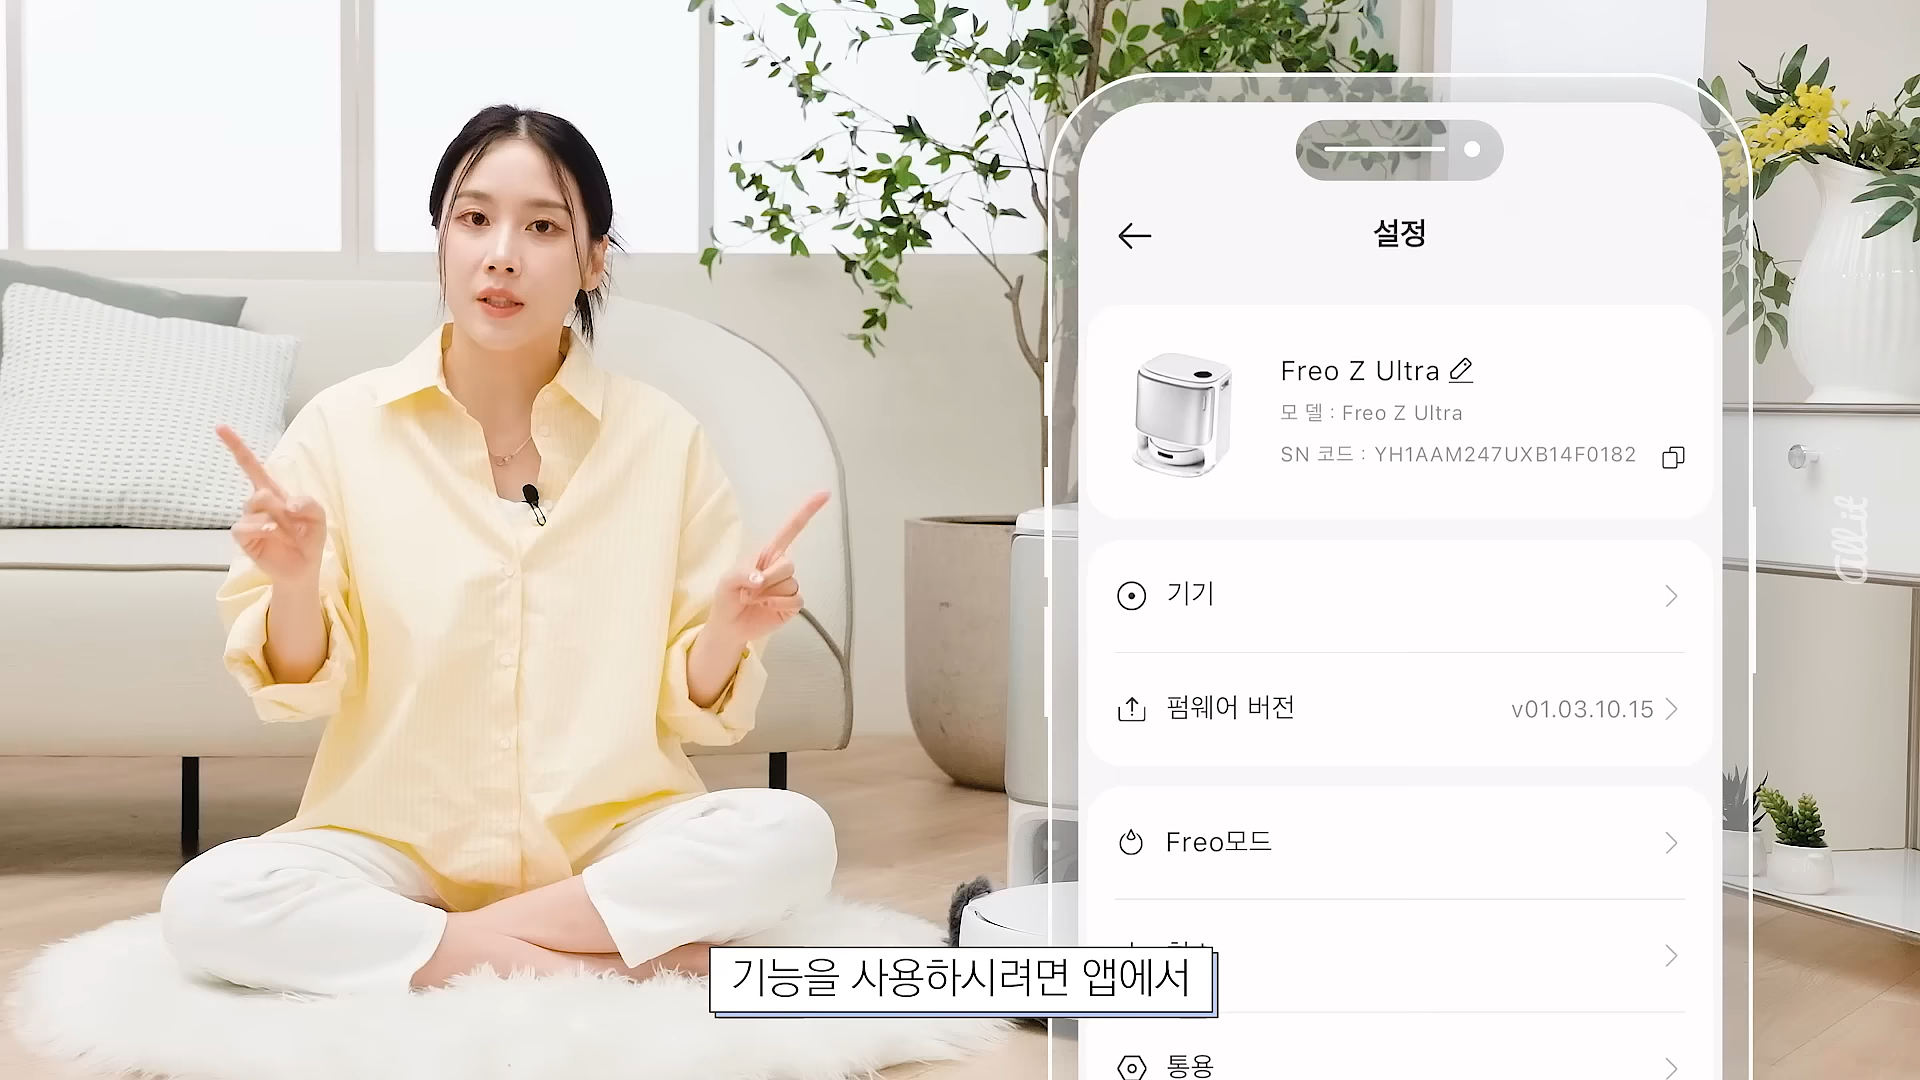 설정
Freo Z Ultra
모 델 : Freo Z Ultra
SN 코드 : YH1AAM247UXB14F0182
기기
펌웨어 버전 v01.03.10.15
Freo모드
통용
기능을 사용하시려면 앱에서
allit